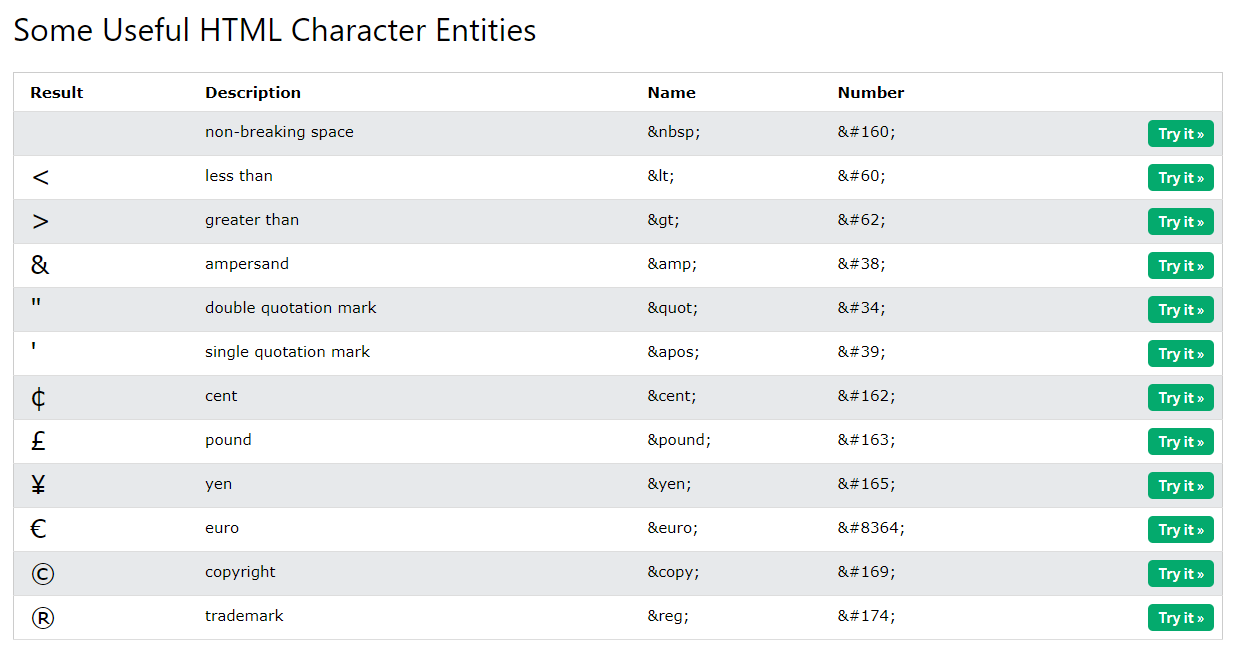 Some Useful HTML Character Entities
Result Description Name Number
non-breaking space &nbsp; &#160; Try it »
< less than &lt; &#60; Try it »
> greater than &gt; &#62; Try it »
& ampersand &amp; &#38; Try it »
" double quotation mark &quot; &#34; Try it »
' single quotation mark &apos; &#39; Try it »
¢ cent &cent; &#162; Try it »
£ pound &pound; &#163; Try it »
¥ yen &yen; &#165; Try it »
€ euro &euro; &#8364; Try it »
© copyright &copy; &#169; Try it »
® trademark &reg; &#174; Try it »